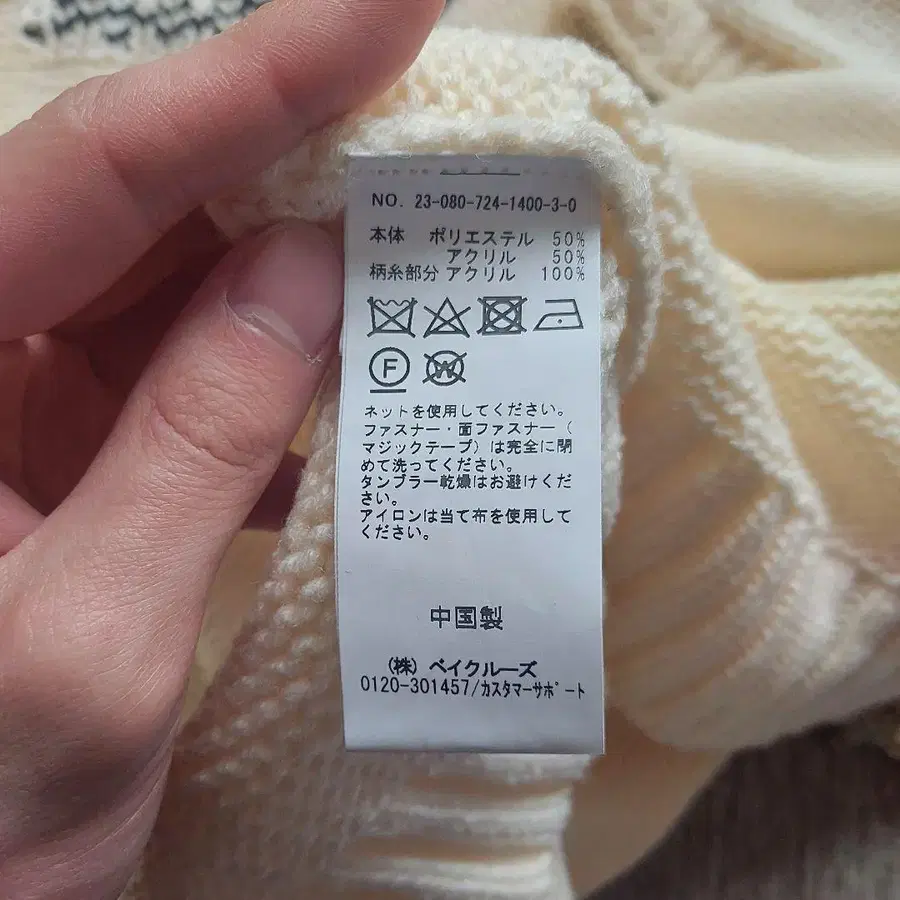 NO. 23-080-724-1400-3-0
本体 ポリエステル 50%
アクリル 50%
柄糸部分 アクリル 100%
F W
ネットを使用してください。
ファスナー・面ファスナー（
マジックテープ）は完全に閉
めて洗ってください。
タンブラー乾燥はお避けくだ
さい。
アイロンは当て布を使用して
ください。
中国製
（株）ベイクルーズ
0120-301457/カスタマーサポート